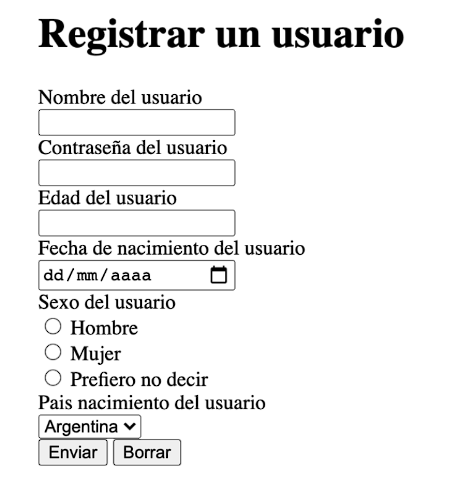 Registrar un usuario
Nombre del usuario
Contraseña del usuario
Edad del usuario
Fecha de nacimiento del usuario
dd/mm/aaaa
Sexo del usuario
Hombre
Mujer
Prefiero no decir
Pais nacimiento del usuario
Argentina
Enviar Borrar